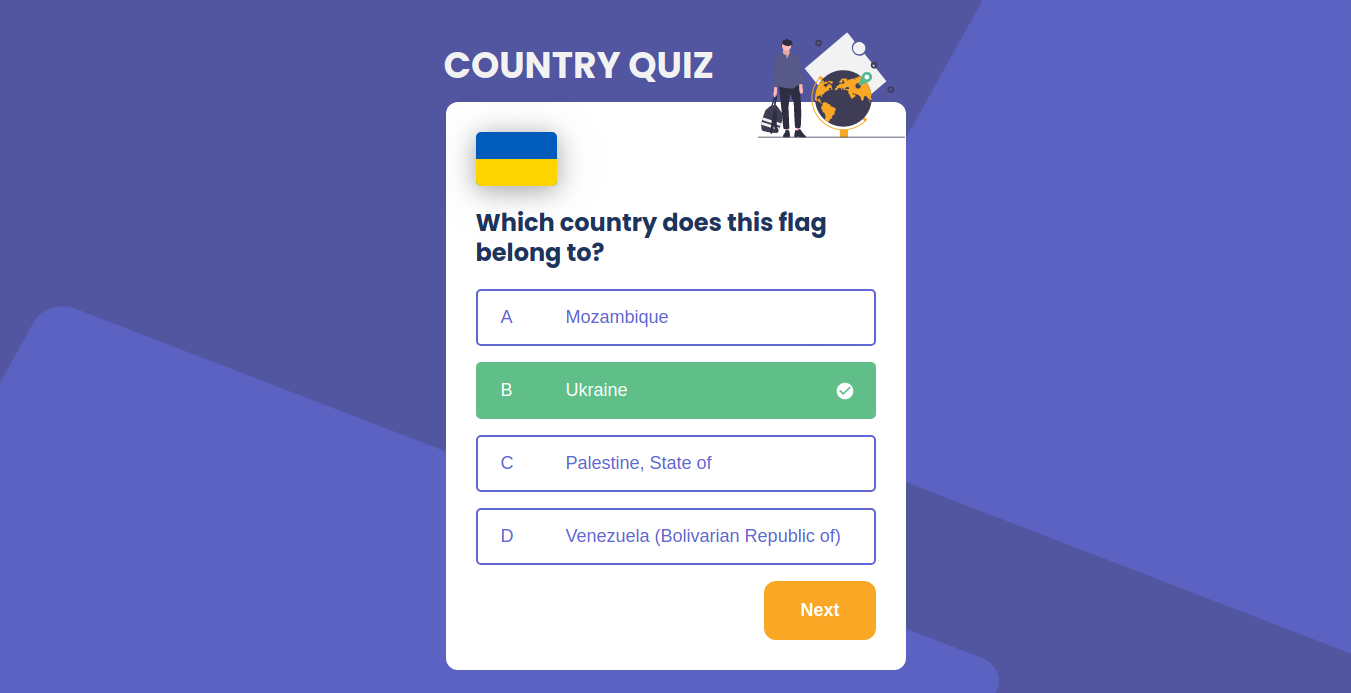 COUNTRY QUIZ
Which country does this flag
belong to?
A Mozambique
B Ukraine
C Palestine, State of
D Venezuela (Bolivarian Republic of)
Next